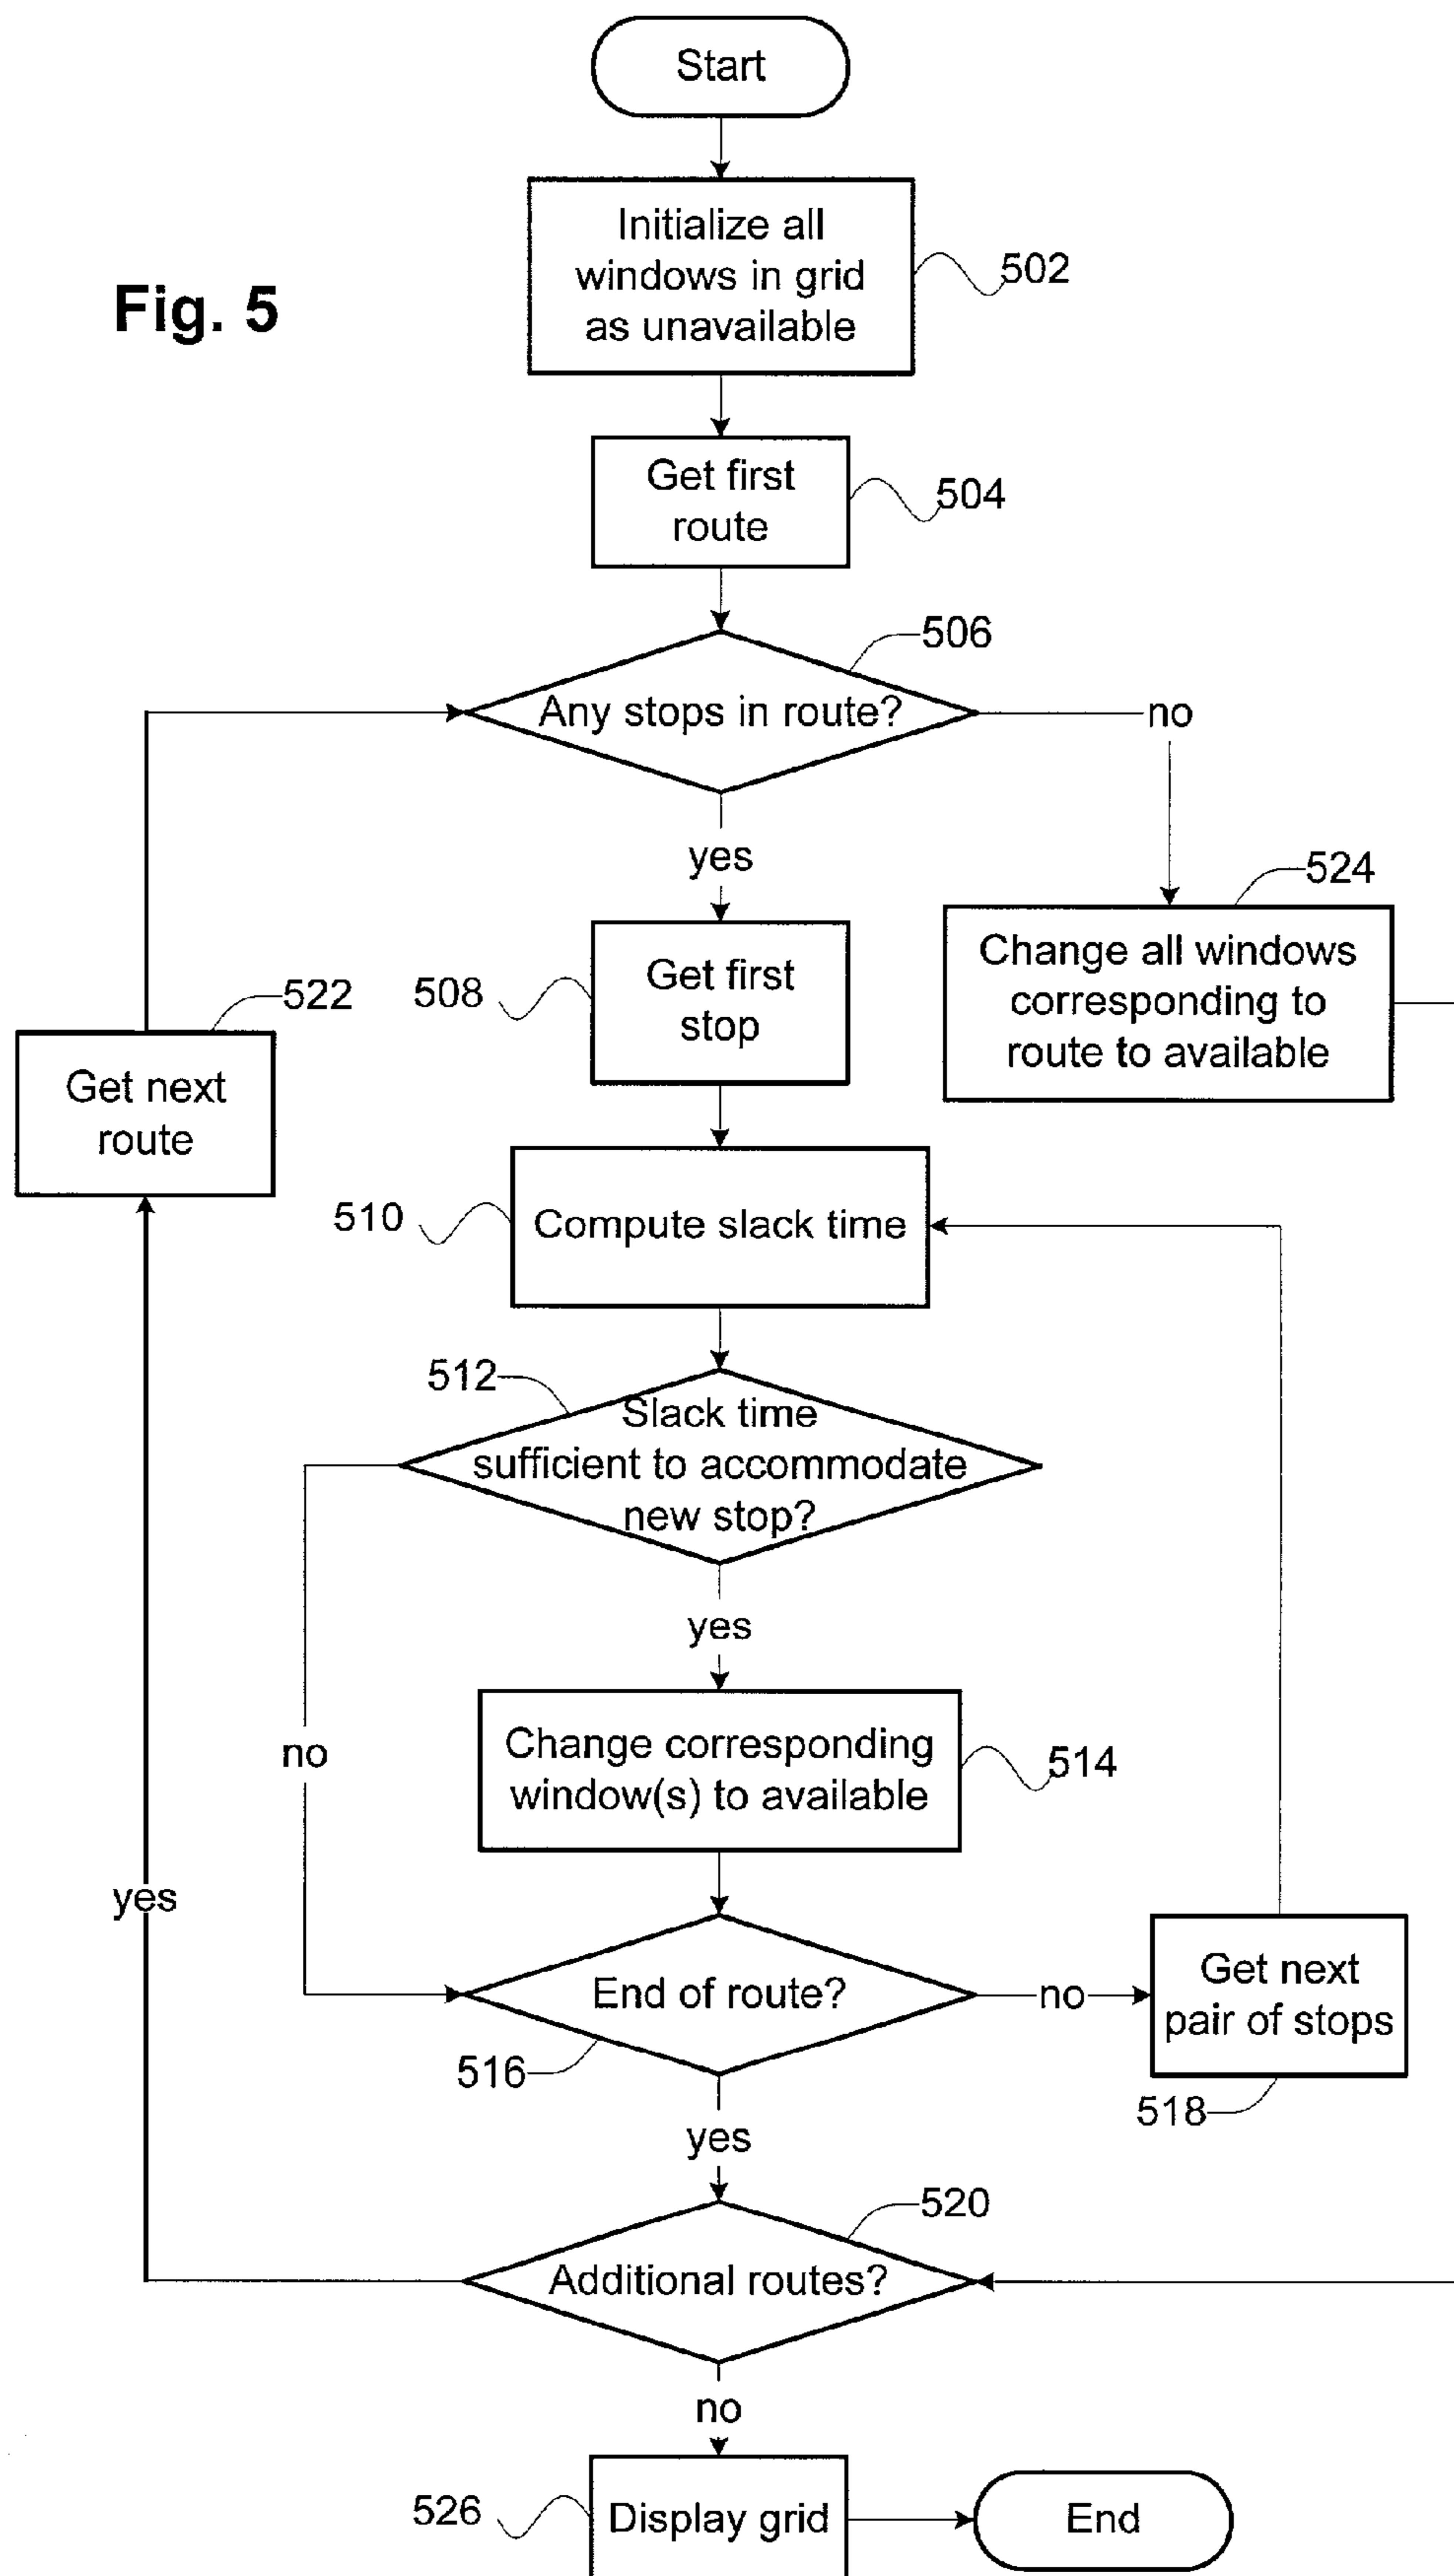 Start
Initialize all
windows in grid
as unavailable
502
Fig. 5
Get first
route
504
506
Any stops in route?
no
yes
524
Change all windows
corresponding to
route to available
508
Get first
stop
522
Get next
route
510
Compute slack time
512
Slack time
sufficient to accommodate
new stop?
yes
no
Change corresponding
window(s) to available
514
yes
End of route?
no
Get next
pair of stops
516
518
yes
520
Additional routes?
no
526
Display grid
End